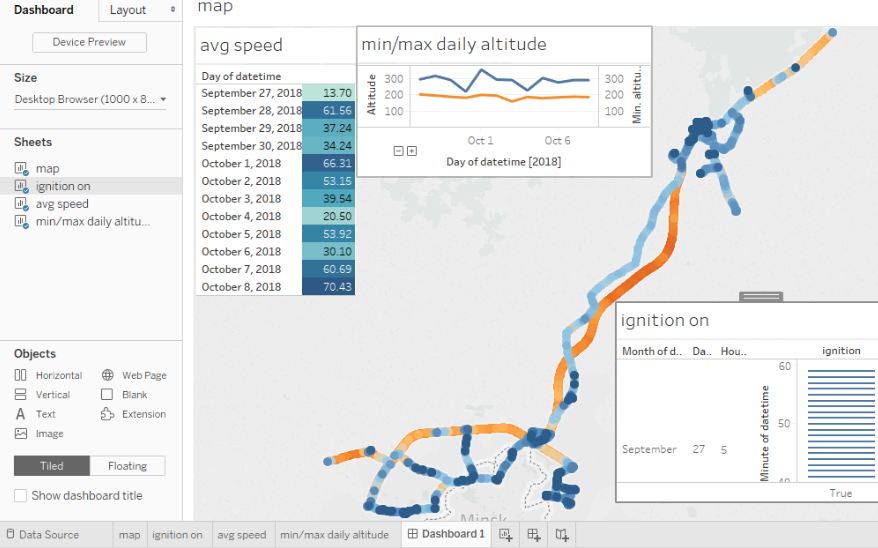 Dashboard
Layout
map
Device Preview
Size
Desktop Browser (1000 x 8...
Sheets
map
ignition on
avg speed
min/max daily altitu...
Objects
Horizontal
Web Page
Vertical
Blank
A Text
Extension
Image
Tiled
Floating
Show dashboard title
avg speed
Day of datetime
September 27, 2018 13.70
September 28, 2018 61.56
September 29, 2018 37.24
September 30, 2018 34.24
October 1, 2018 66.31
October 2, 2018 53.15
October 3, 2018 39.54
October 4, 2018 20.50
October 5, 2018 53.92
October 6, 2018 30.10
October 7, 2018 60.69
October 8, 2018 70.43
min/max daily altitude
Altitude
300
200
100
300
200
100
Min. altitu..
Oct 1
Oct 6
Day of datetime [2018]
ignition on
Month of d..
Da..
Hou..
ignition
Minute of datetime
60
50
40
September 27 5
True
Minsk
Data Source
map
ignition on
avg speed
min/max daily altitude
Dashboard 1